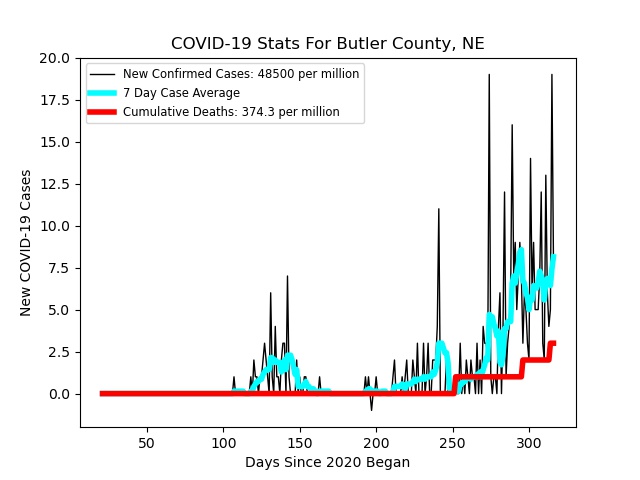 COVID-19 Stats For Butler County, NE
New Confirmed Cases: 48500 per million
7 Day Case Average
Cumulative Deaths: 374.3 per million
20.0
17.5
15.0
12.5
10.0
7.5
5.0
2.5
0.0
New COVID-19 Cases
50 100 150 200 250 300
Days Since 2020 Began